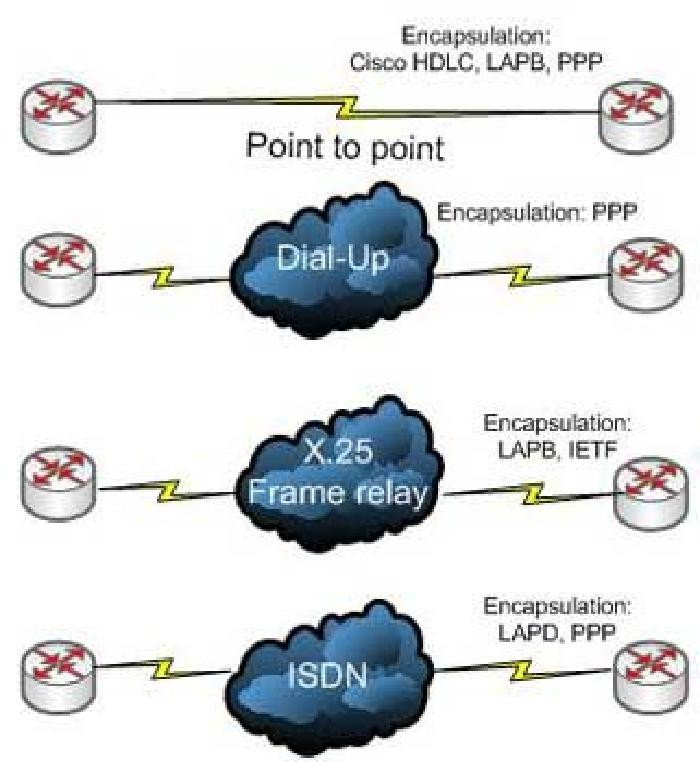 Encapsulation:
Cisco HDLC, LAPB, PPP
Point to point
Encapsulation: PPP
Dial-Up
Encapsulation:
LAPB, IETF
X.25
Frame relay
Encapsulation:
LAPD, PPP
ISDN